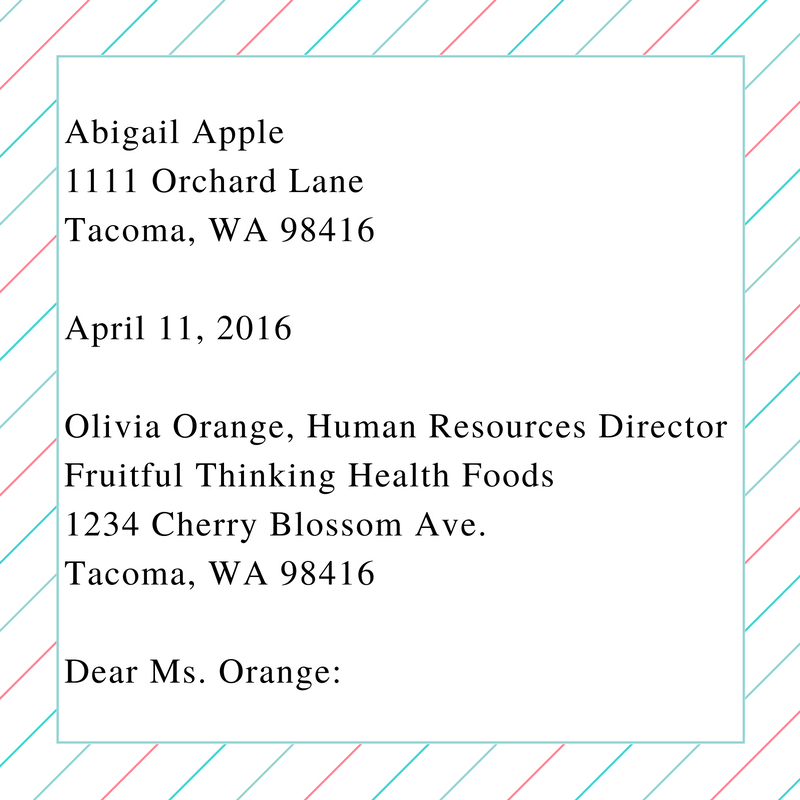 Abigail Apple
1111 Orchard Lane
Tacoma, WA 98416
April 11, 2016
Olivia Orange, Human Resources Director
Fruitful Thinking Health Foods
1234 Cherry Blossom Ave.
Tacoma, WA 98416
Dear Ms. Orange: